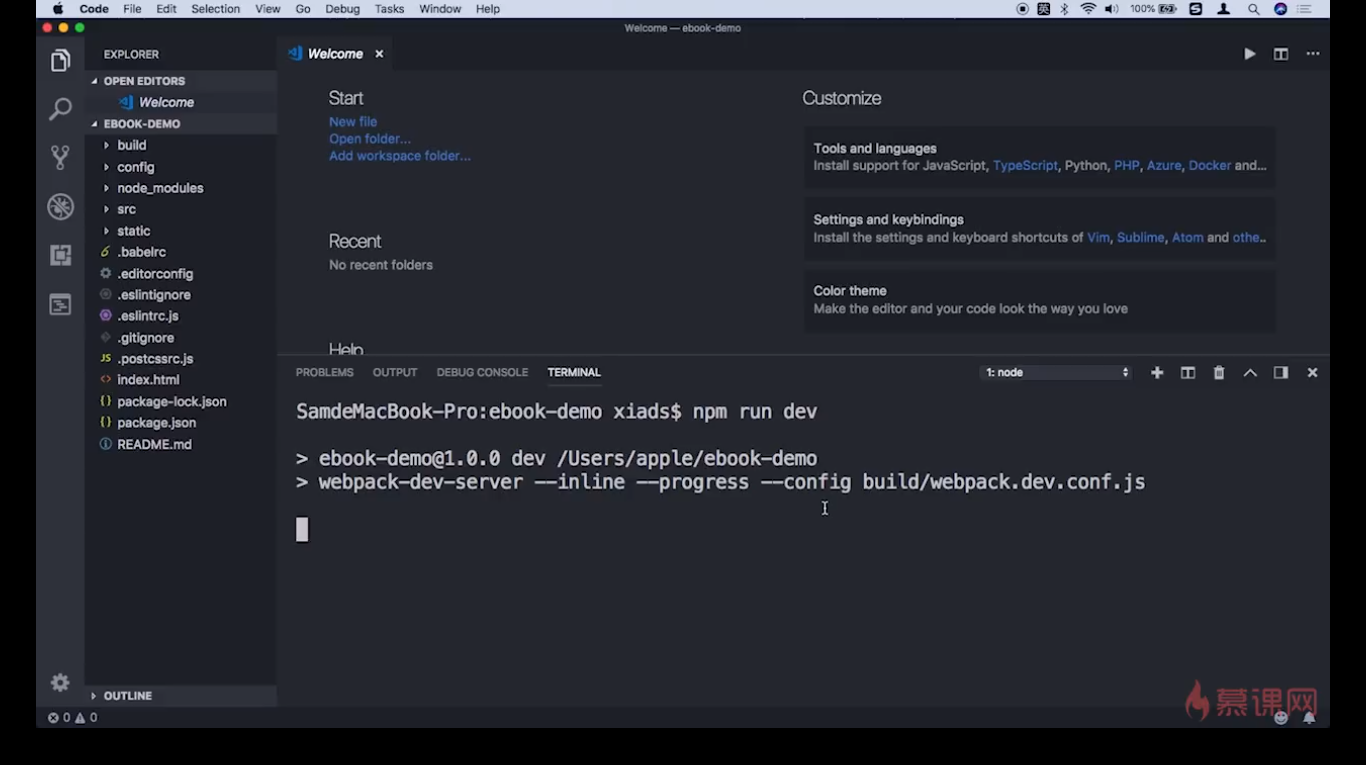 Code File Edit Selection View Go Debug Tasks Window Help 英 100%
Welcome — ebook-demo
EXPLORER
OPEN EDITORS
Welcome
EBOOK-DEMO
build
config
node_modules
src
static
.babelrc
.editorconfig
.eslintignore
.eslintrc.js
.gitignore
JS .postcssrc.js
index.html
package-lock.json
package.json
README.md
OUTLINE
Welcome
Start
New file
Open folder...
Add workspace folder...
Recent
No recent folders
Help
Customize
Tools and languages
Install support for JavaScript, TypeScript, Python, PHP, Azure, Docker and...
Settings and keybindings
Install the settings and keyboard shortcuts of Vim, Sublime, Atom and othe..
Color theme
Make the editor and your code look the way you love
PROBLEMS OUTPUT DEBUG CONSOLE TERMINAL 1: node
SamdeMacBook-Pro:ebook-demo xiads$ npm run dev
> ebook-demo@1.0.0 dev /Users/apple/ebook-demo
> webpack-dev-server --inline --progress --config build/webpack.dev.conf.js
0 0
慕课网